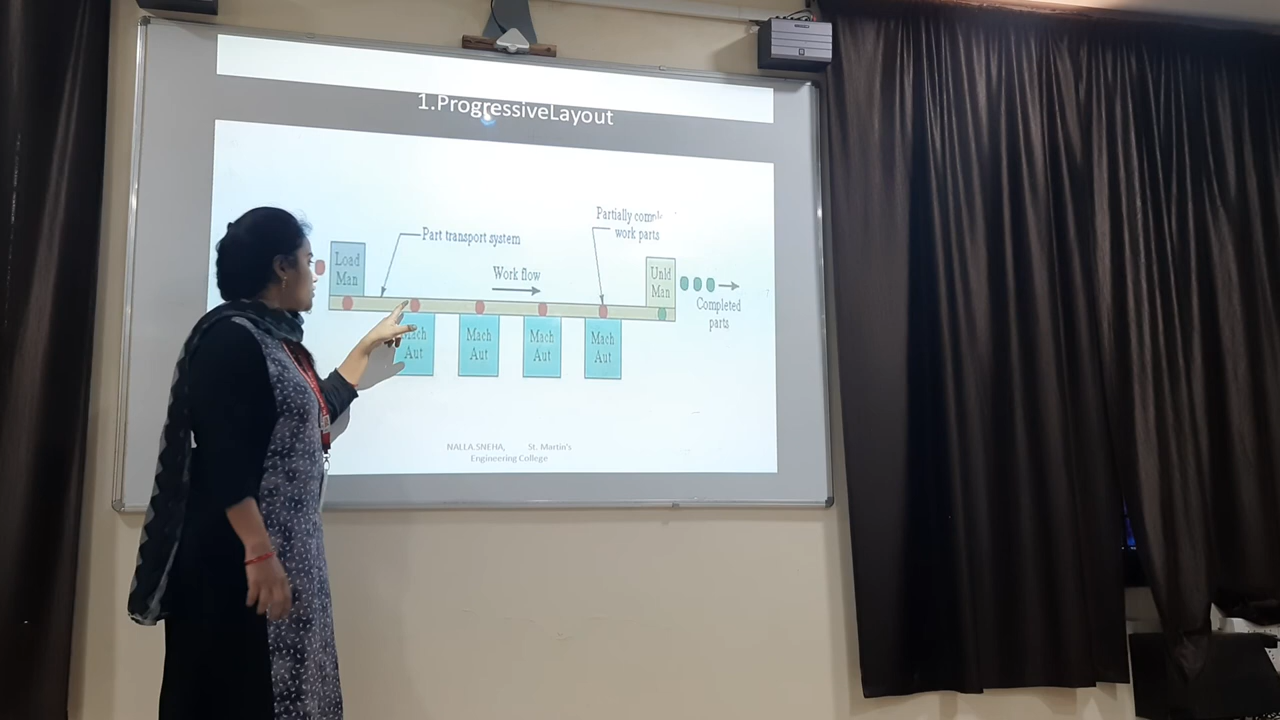 1.ProgressiveLayout
Partially
work parts
Part transport system
Load
Man
Work flow
Unld
Man
Completed
parts
Mach
Aut
Mach
Aut
Mach
Aut
Mach
Aut
NALLA.SNEHA, St. Martin's
Engineering College